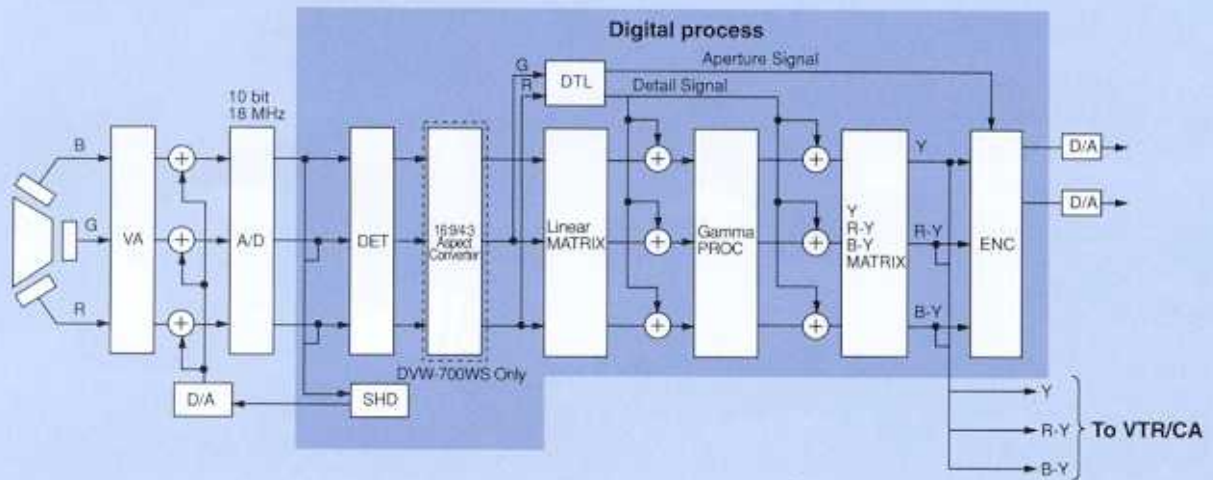 Digital process
Aperture Signal
G
R
DTL
Detail Signal
10 bit
18 MHz
B
G
R
VA
A/D
DET
16:9/4:3
Aspect
Converter
Linear
MATRIX
Gamma
PROC
Y
R-Y
B-Y
MATRIX
Y
R-Y
B-Y
ENC
D/A
D/A
DVW-700WS Only
D/A
SHD
Y
R-Y
B-Y
To VTR/CA